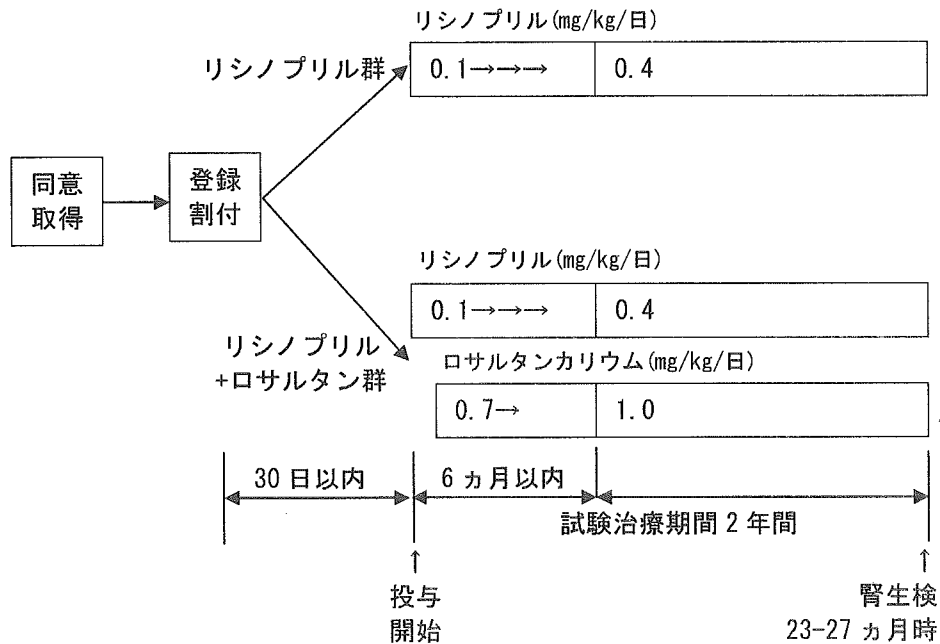 リシノプリル(mg/kg/日)
リシノプリル群
0.1→→→
0.4
同意
取得
登録
割付
リシノプリル(mg/kg/日)
0.1→→→
0.4
リシノプリル
+ロサルタン群
ロサルタンカリウム(mg/kg/日)
0.7→
1.0
30日以内
6ヵ月以内
試験治療期間2年間
↑
↑
投与
開始
腎生検
23-27ヵ月時